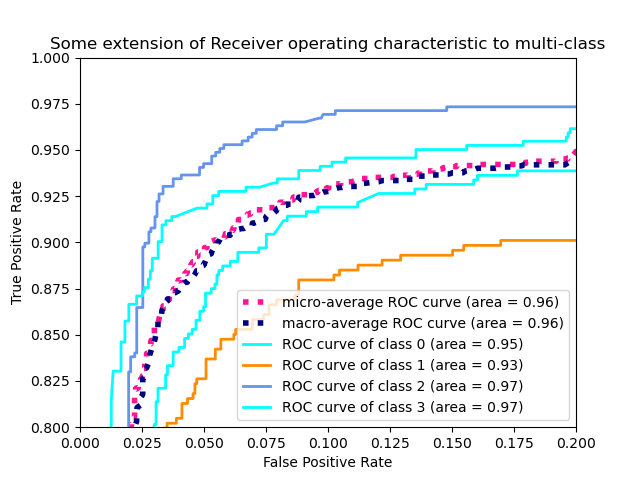 Some extension of Receiver operating characteristic to multi-class
1.000
0.975
0.950
0.925
0.900
0.875
0.850
0.825
0.800
True Positive Rate
micro-average ROC curve (area = 0.96)
macro-average ROC curve (area = 0.96)
ROC curve of class 0 (area = 0.95)
ROC curve of class 1 (area = 0.93)
ROC curve of class 2 (area = 0.97)
ROC curve of class 3 (area = 0.97)
0.000 0.025 0.050 0.075 0.100 0.125 0.150 0.175 0.200
False Positive Rate